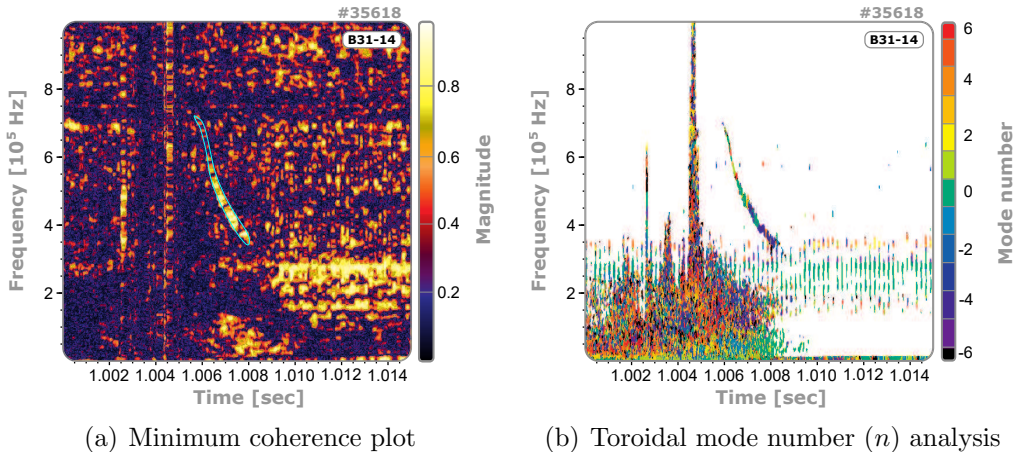 #35618
B31-14
Frequency [10⁵ Hz]
8
6
4
2
1.002 1.004 1.006 1.008 1.010 1.012 1.014
Time [sec]
0.8
0.6
0.4
0.2
Magnitude
(a) Minimum coherence plot
#35618
B31-14
Frequency [10⁵ Hz]
8
6
4
2
1.002 1.004 1.006 1.008 1.010 1.012 1.014
Time [sec]
6
4
2
0
-2
-4
-6
Mode number
(b) Toroidal mode number (n) analysis